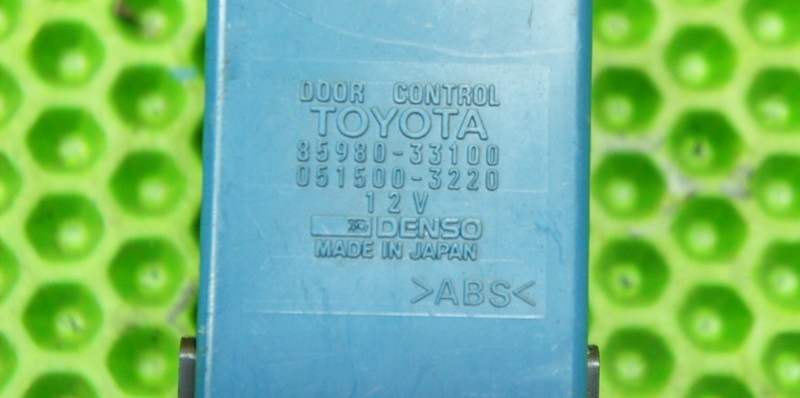 DOOR CONTROL
TOYOTA
85980-33100
051500-3220
12V
DENSO
MADE IN JAPAN
>ABS<